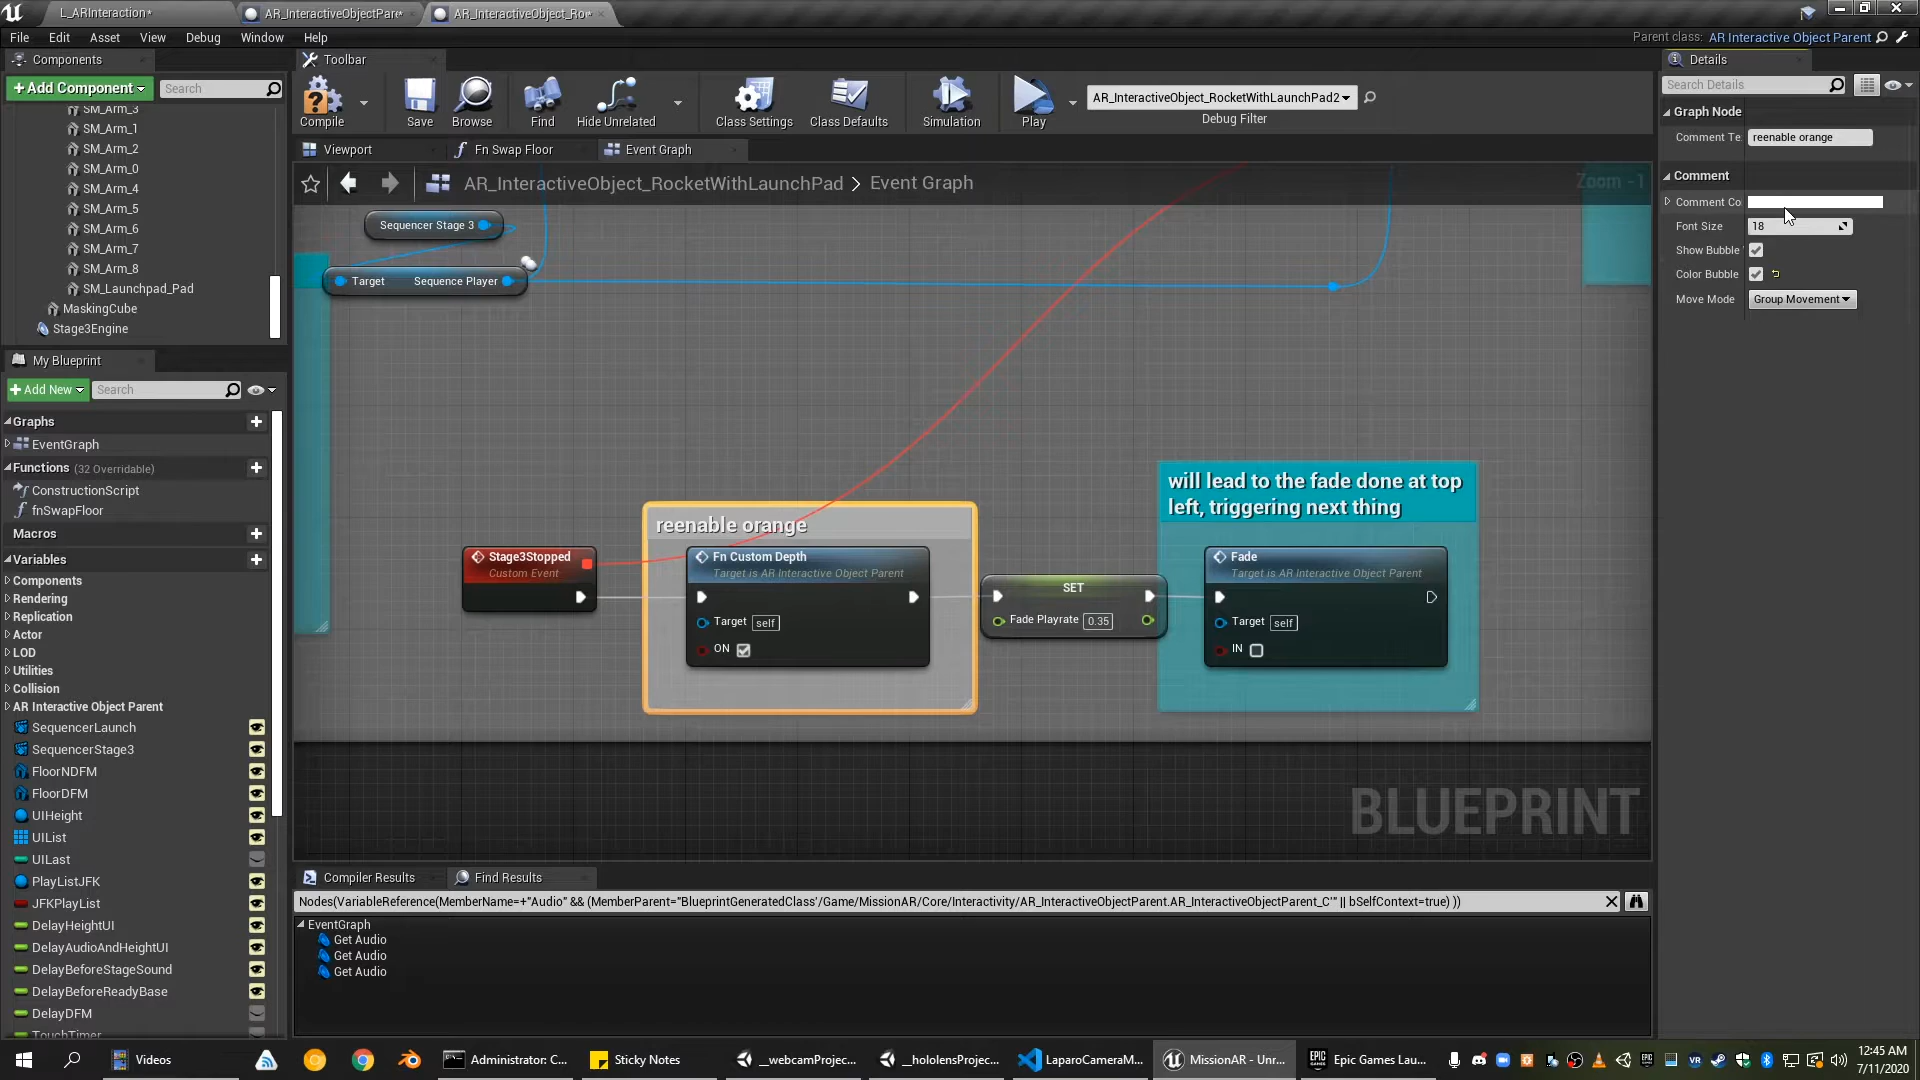 L_ARInteraction*
AR_InteractiveObjectPare*
AR_InteractiveObject_Ro*
File Edit Asset View Debug Window Help
Parent class: AR Interactive Object Parent
Components
+ Add Component
Search
SM_Arm_3
SM_Arm_1
SM_Arm_2
SM_Arm_0
SM_Arm_4
SM_Arm_5
SM_Arm_6
SM_Arm_7
SM_Arm_8
SM_Launchpad_Pad
MaskingCube
Stage3Engine
My Blueprint
+ Add New
Search
Graphs
EventGraph
Functions (32 Overridable)
ConstructionScript
fnSwapFloor
Macros
Variables
Components
Rendering
Replication
Actor
LOD
Utilities
Collision
AR Interactive Object Parent
SequencerLaunch
SequencerStage3
FloorNDFM
FloorDFM
UIHeight
UIList
UILast
PlayListJFK
JFKPlayList
DelayHeightUI
DelayAudioAndHeightUI
DelayBeforeStageSound
DelayBeforeReadyBase
DelayDFM
TouchTimer
Toolbar
Compile
Save
Browse
Find
Hide Unrelated
Class Settings
Class Defaults
Simulation
Play
AR_InteractiveObject_RocketWithLaunchPad2
Debug Filter
Viewport
Fn Swap Floor
Event Graph
AR_InteractiveObject_RocketWithLaunchPad > Event Graph
Zoom -1
Sequencer Stage 3
Target Sequence Player
reenable orange
Stage3Stopped
Custom Event
Fn Custom Depth
Target is AR Interactive Object Parent
Target self
ON
SET
Fade Playrate 0.35
will lead to the fade done at top
left, triggering next thing
Fade
Target is AR Interactive Object Parent
Target self
IN
BLUEPRINT
Compiler Results
Find Results
Nodes(VariableReference(MemberName=+"Audio" && (MemberParent="BlueprintGeneratedClass'/Game/MissionAR/Core/Interactivity/AR_InteractiveObjectParent.AR_InteractiveObjectParent_C'" || bSelfContext=true) ))
EventGraph
Get Audio
Get Audio
Get Audio
Details
Search Details
Graph Node
Comment Te reenable orange
Comment
Comment Co
Font Size 18
Show Bubble
Color Bubble
Move Mode Group Movement
Videos
Administrator: C...
Sticky Notes
__webcamProjec...
__hololensProjec...
LaparoCameraM...
MissionAR - Unr...
Epic Games Lau...
12:45 AM
7/11/2020